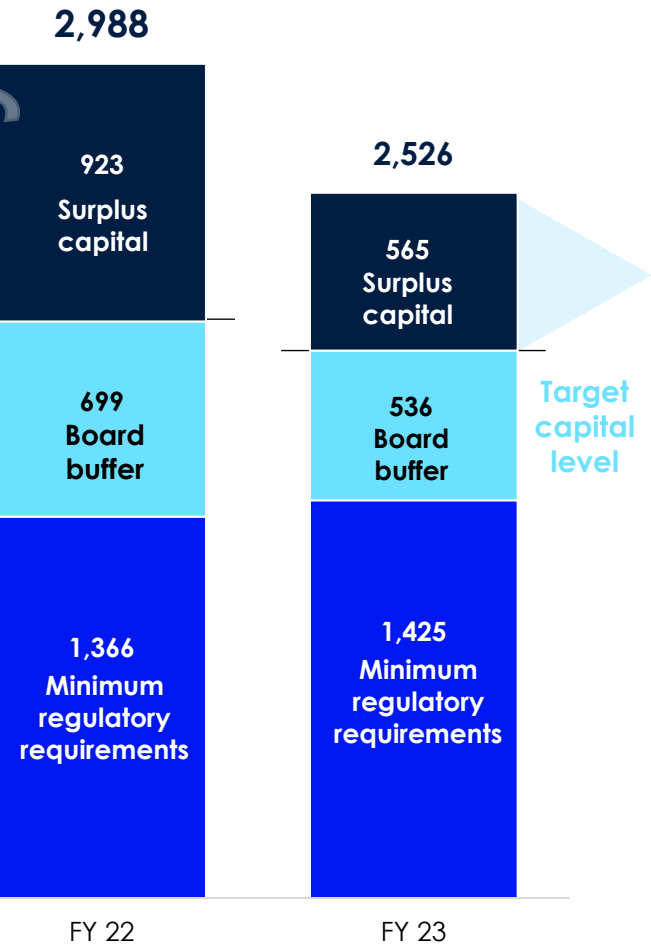 2,988
923
Surplus
capital
699
Board
buffer
1,366
Minimum
regulatory
requirements
FY 22
2,526
565
Surplus
capital
536
Board
buffer
1,425
Minimum
regulatory
requirements
FY 23
Target
capital
level